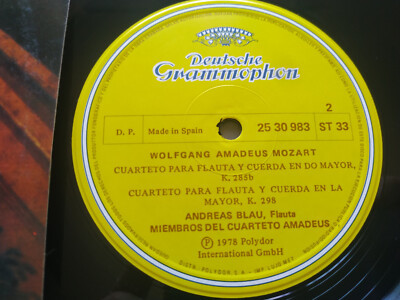 Deutsche
Grammophon
2
D. P. Made in Spain 25 30 983 ST 33
WOLFGANG AMADEUS MOZART
CUARTETO PARA FLAUTA Y CUERDA EN DO MAYOR,
K. 285b
CUARTETO PARA FLAUTA Y CUERDA EN LA
MAYOR, K. 298
ANDREAS BLAU, Flauta
MIEMBROS DEL CUARTETO AMADEUS
Ⓟ 1978 Polydor
International GmbH